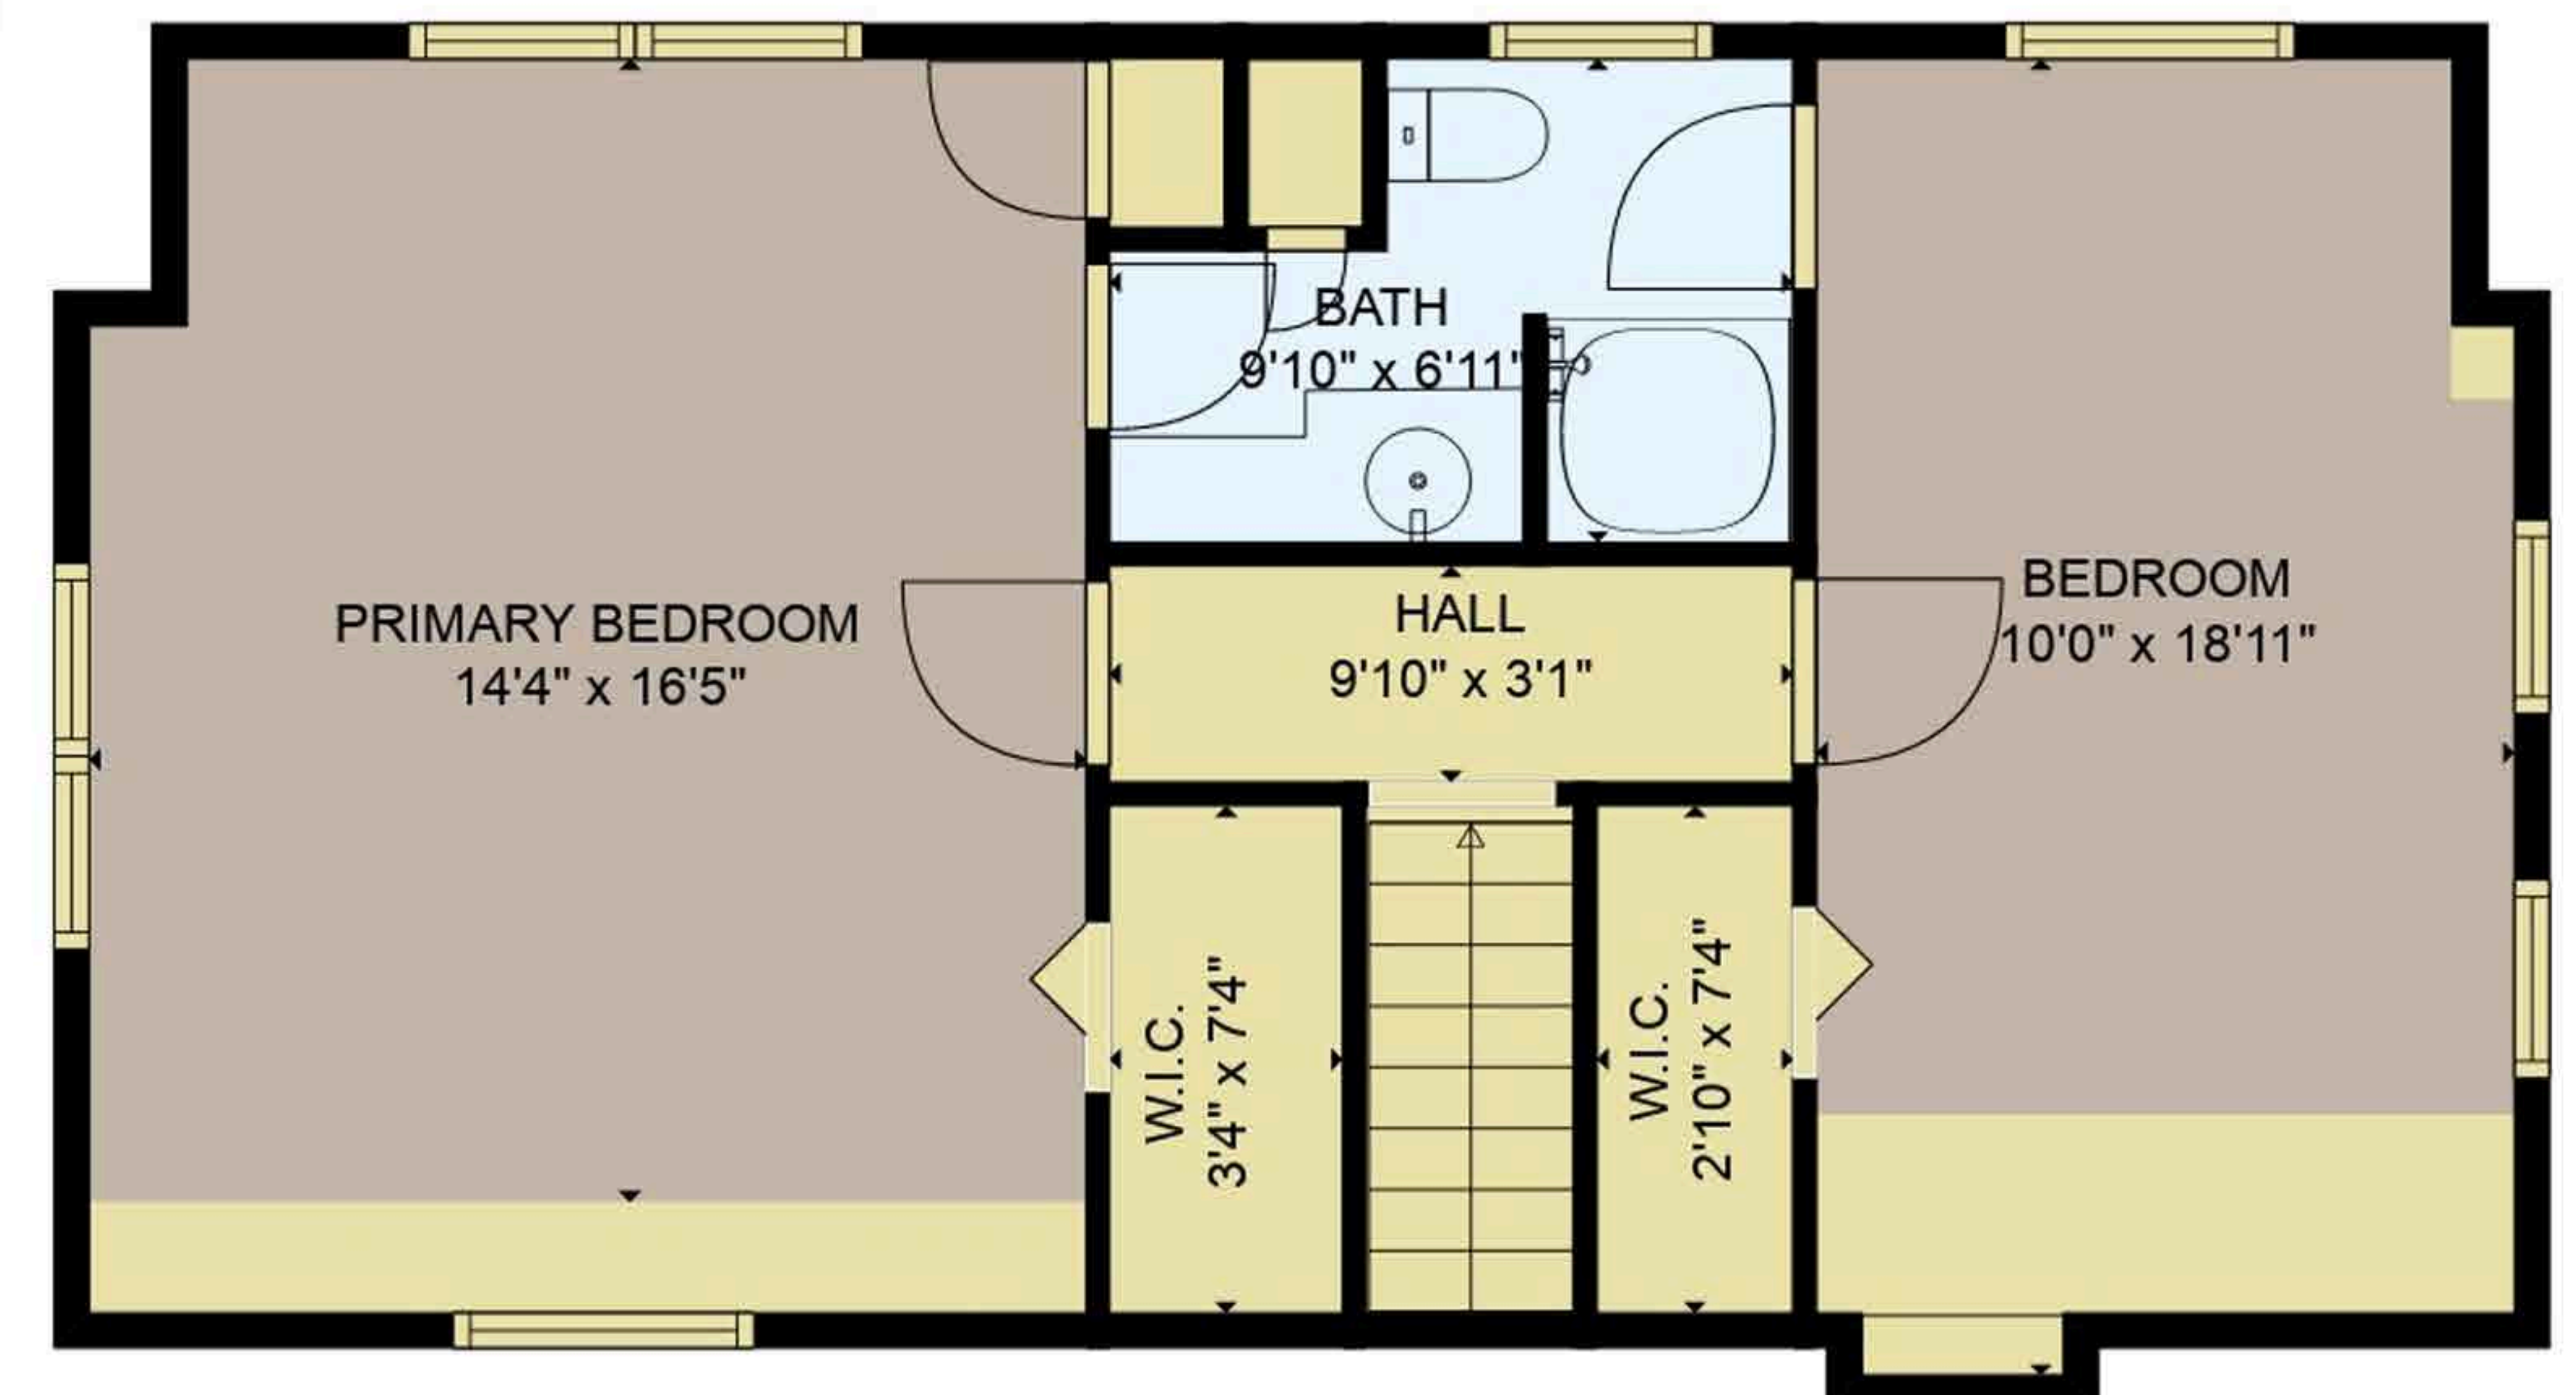 BATH
9'10" x 6'11"
PRIMARY BEDROOM
14'4" x 16'5"
HALL
9'10" x 3'1"
BEDROOM
10'0" x 18'11"
W.I.C.
3'4" x 7'4"
W.I.C.
2'10" x 7'4"